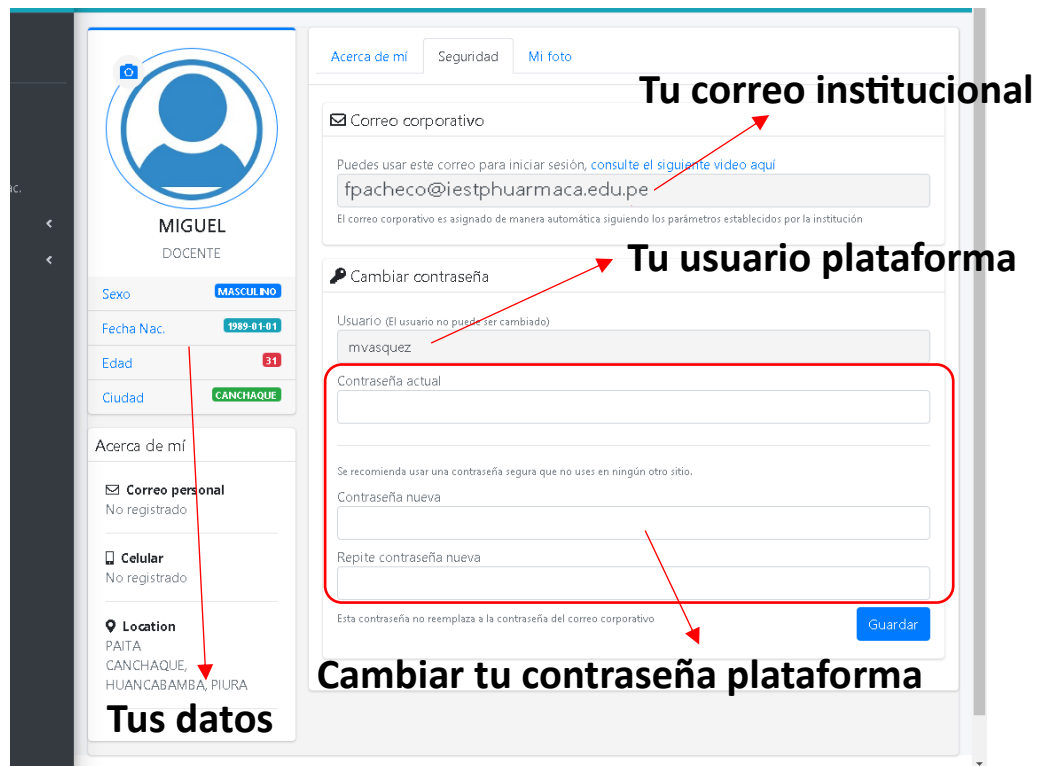 ac.
MIGUEL
DOCENTE
Sexo MASCULINO
Fecha Nac. 1989-01-01
Edad 31
Ciudad CANCHAQUE
Acerca de mí
Correo personal
No registrado
Celular
No registrado
Location
PAITA
CANCHAQUE,
HUANCABAMBA, PIURA
Tus datos
Acerca de mí Seguridad Mi foto
Tu correo institucional
Correo corporativo
Puedes usar este correo para iniciar sesión, consulte el siguiente video aquí
fpacheco@iestphuarmaca.edu.pe
El correo corporativo es asignado de manera automática siguiendo los parámetros establecidos por la institución
Tu usuario plataforma
Cambiar contraseña
Usuario (El usuario no puede ser cambiado)
mvasquez
Contraseña actual
Se recomienda usar una contraseña segura que no uses en ningún otro sitio.
Contraseña nueva
Repite contraseña nueva
Esta contraseña no reemplaza a la contraseña del correo corporativo
Guardar
Cambiar tu contraseña plataforma